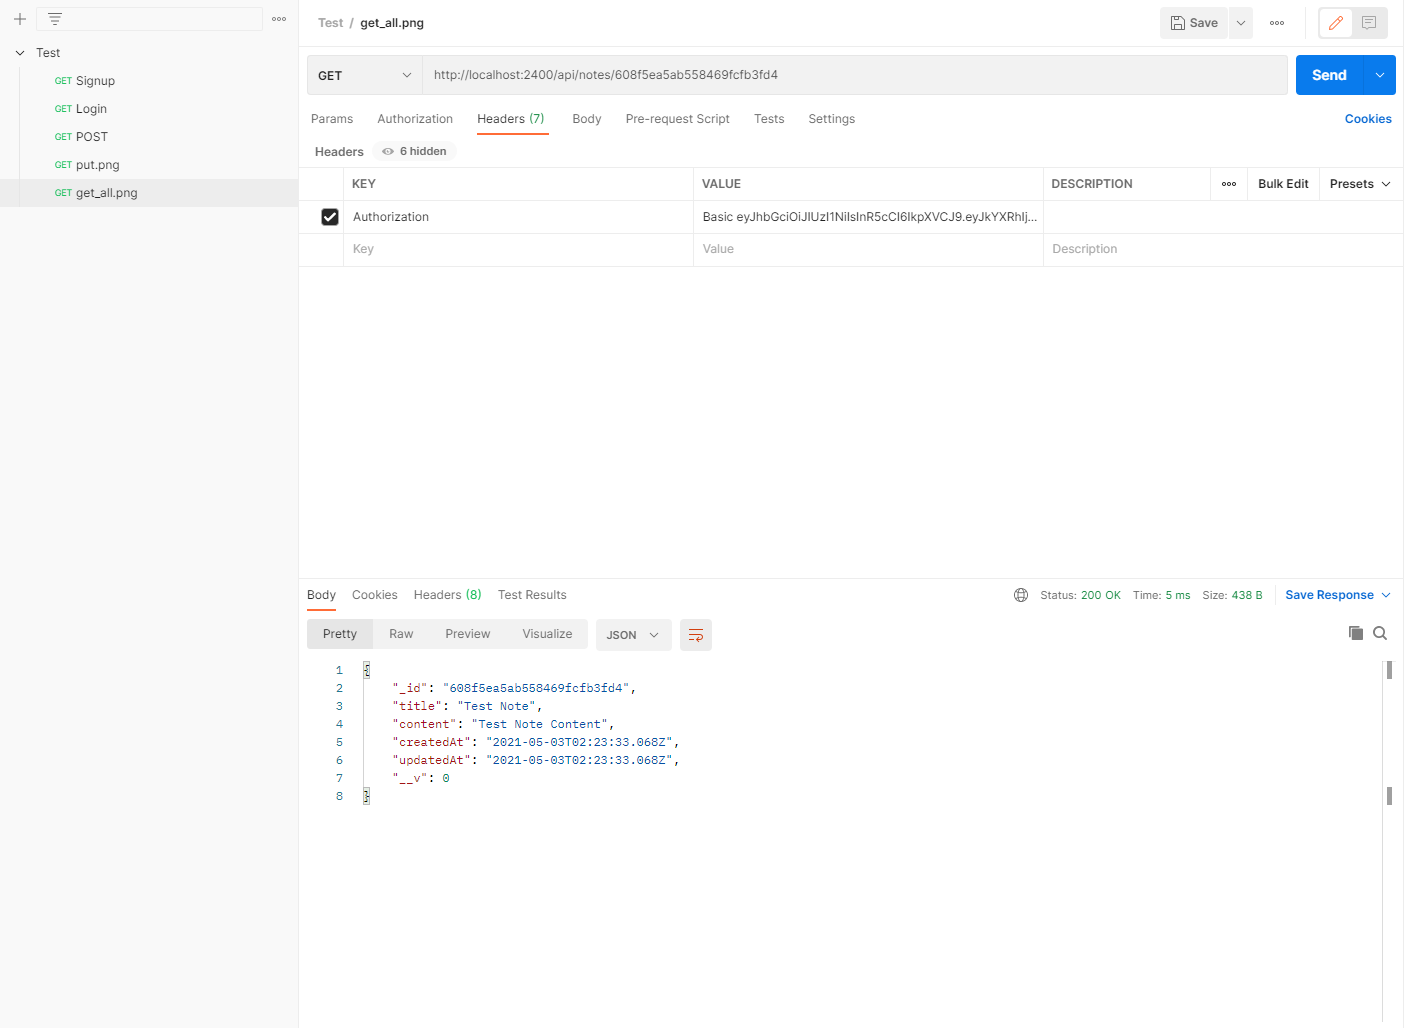 Test / get_all.png
Save
Test
GET Signup
GET Login
GET POST
GET put.png
GET get_all.png
GET
http://localhost:2400/api/notes/608f5ea5ab558469fcfb3fd4
Send
Params Authorization Headers (7) Body Pre-request Script Tests Settings Cookies
Headers 6 hidden
KEY VALUE DESCRIPTION Bulk Edit Presets
Authorization Basic eyJhbGciOiJIUzI1NiIsInR5cCI6IkpXVCJ9.eyJkYXRhIj...
Key Value Description
Body Cookies Headers (8) Test Results Status: 200 OK Time: 5 ms Size: 438 B Save Response
Pretty Raw Preview Visualize JSON
1 {
2 "_id": "608f5ea5ab558469fcfb3fd4",
3 "title": "Test Note",
4 "content": "Test Note Content",
5 "createdAt": "2021-05-03T02:23:33.068Z",
6 "updatedAt": "2021-05-03T02:23:33.068Z",
7 "__v": 0
8 }